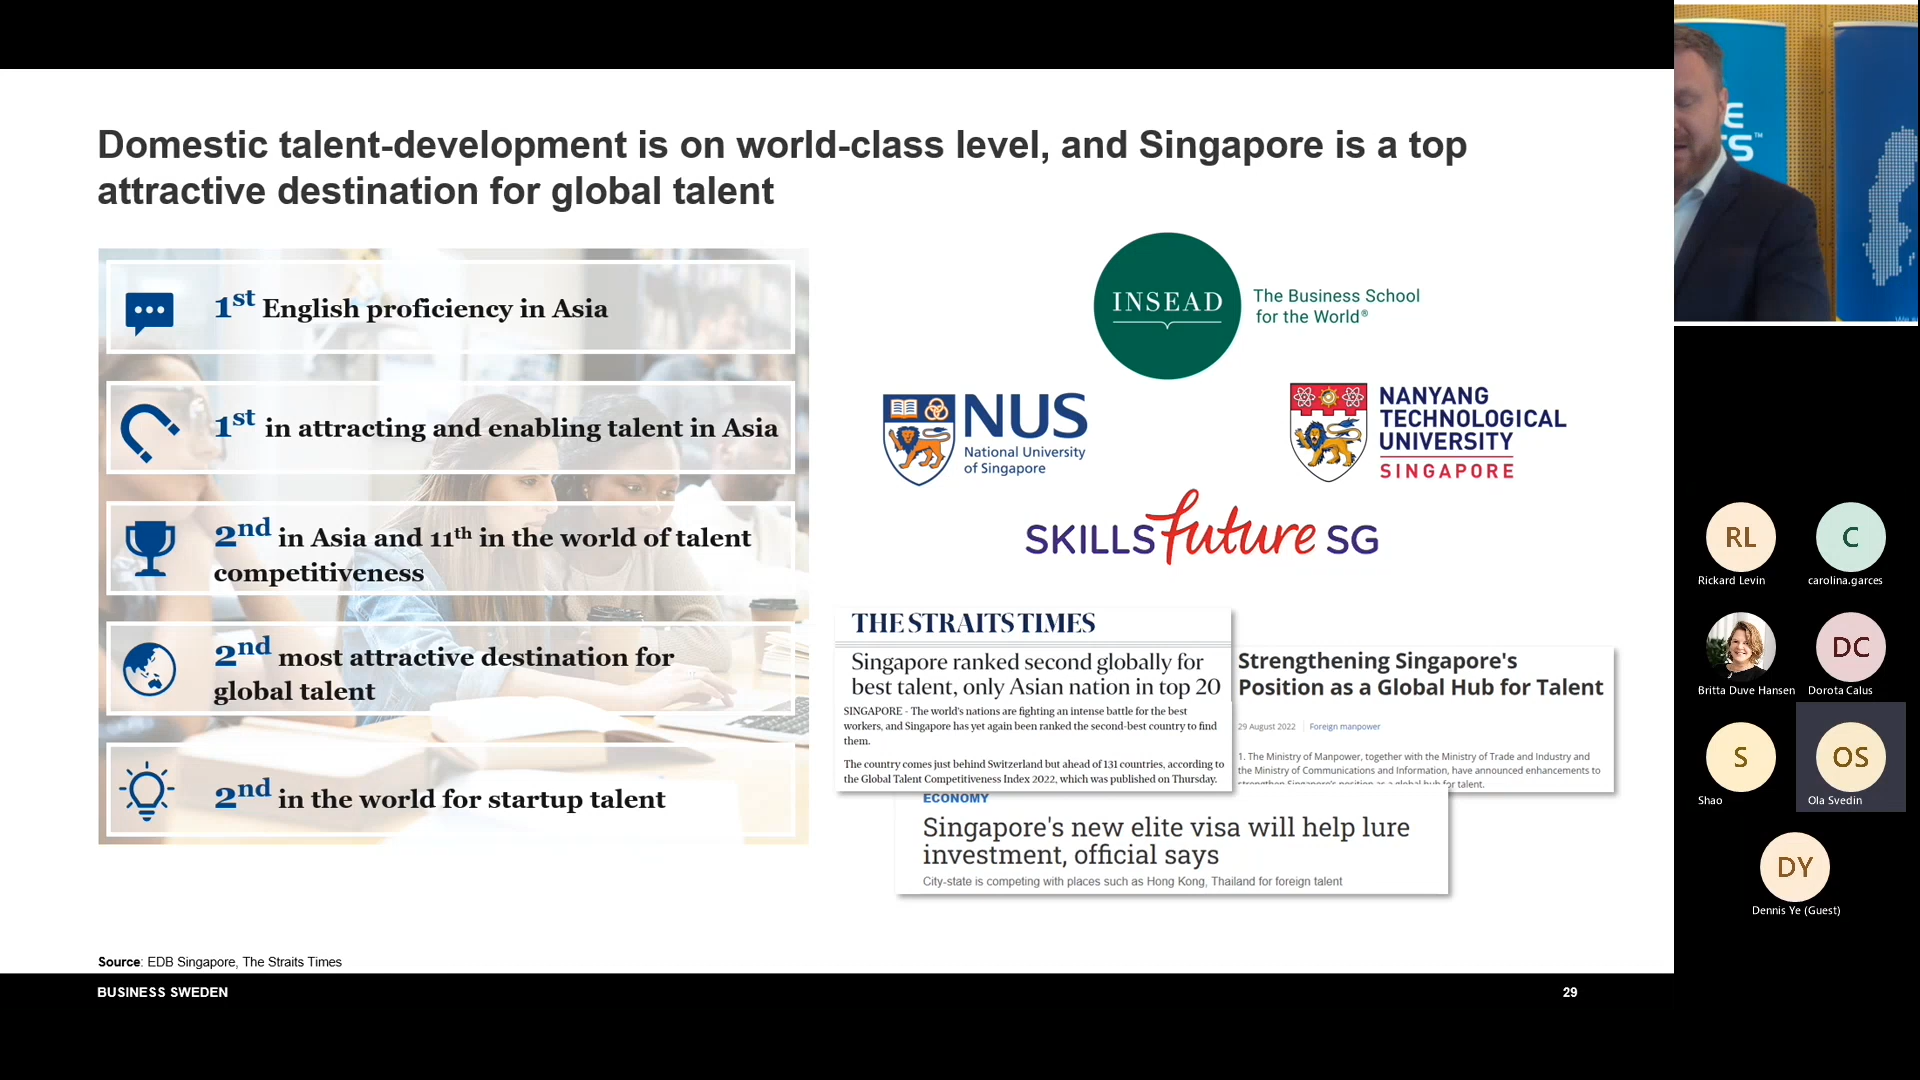 Domestic talent-development is on world-class level, and Singapore is a top
attractive destination for global talent
1st English proficiency in Asia
1st in attracting and enabling talent in Asia
2nd in Asia and 11th in the world of talent
competitiveness
2nd most attractive destination for
global talent
2nd in the world for startup talent
INSEAD
The Business School
for the World®
NUS
National University
of Singapore
NANYANG
TECHNOLOGICAL
UNIVERSITY
SINGAPORE
SKILLSfuture SG
THE STRAITS TIMES
Singapore ranked second globally for
best talent, only Asian nation in top 20
SINGAPORE - The world's nations are fighting an intense battle for the best
workers, and Singapore has yet again been ranked the second-best country to find
them.
The country comes just behind Switzerland but ahead of 131 countries, according to
the Global Talent Competitiveness Index 2022, which was published on Thursday.
Strengthening Singapore's
Position as a Global Hub for Talent
29 August 2022 | Foreign manpower
1. The Ministry of Manpower, together with the Ministry of Trade and Industry and
the Ministry of Communications and Information, have announced enhancements to
strengthen Singapore's position as a global hub for talent.
ECONOMY
Singapore's new elite visa will help lure
investment, official says
City-state is competing with places such as Hong Kong, Thailand for foreign talent
Source: EDB Singapore, The Straits Times
BUSINESS SWEDEN
29
RL
Rickard Levin
C
carolina.garces
Britta Duve Hansen
DC
Dorota Calus
S
Shao
OS
Ola Svedin
DY
Dennis Ye (Guest)